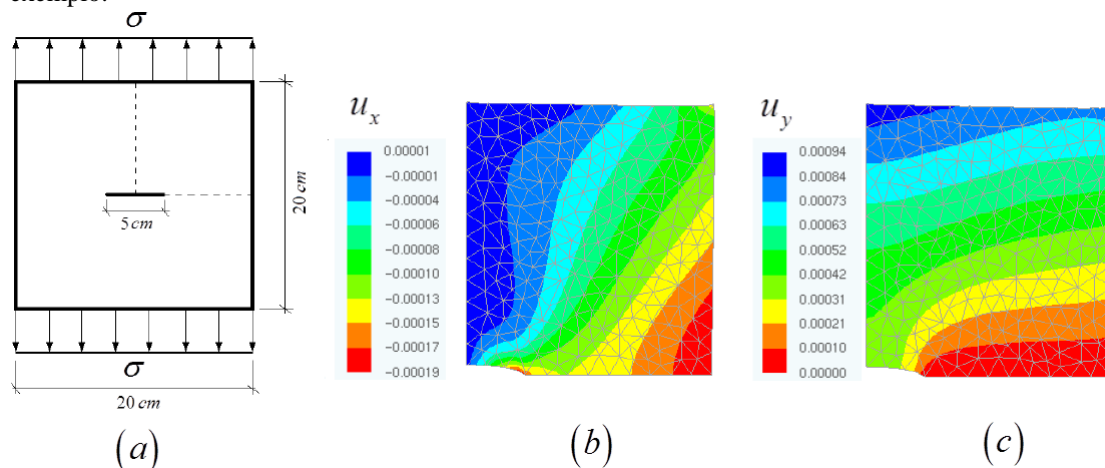 exemplo:
σ
20 cm
5 cm
σ
20 cm
(a)
u_x
0.00001
-0.00001
-0.00004
-0.00006
-0.00008
-0.00010
-0.00013
-0.00015
-0.00017
-0.00019
(b)
u_y
0.00094
0.00084
0.00073
0.00063
0.00052
0.00042
0.00031
0.00021
0.00010
0.00000
(c)